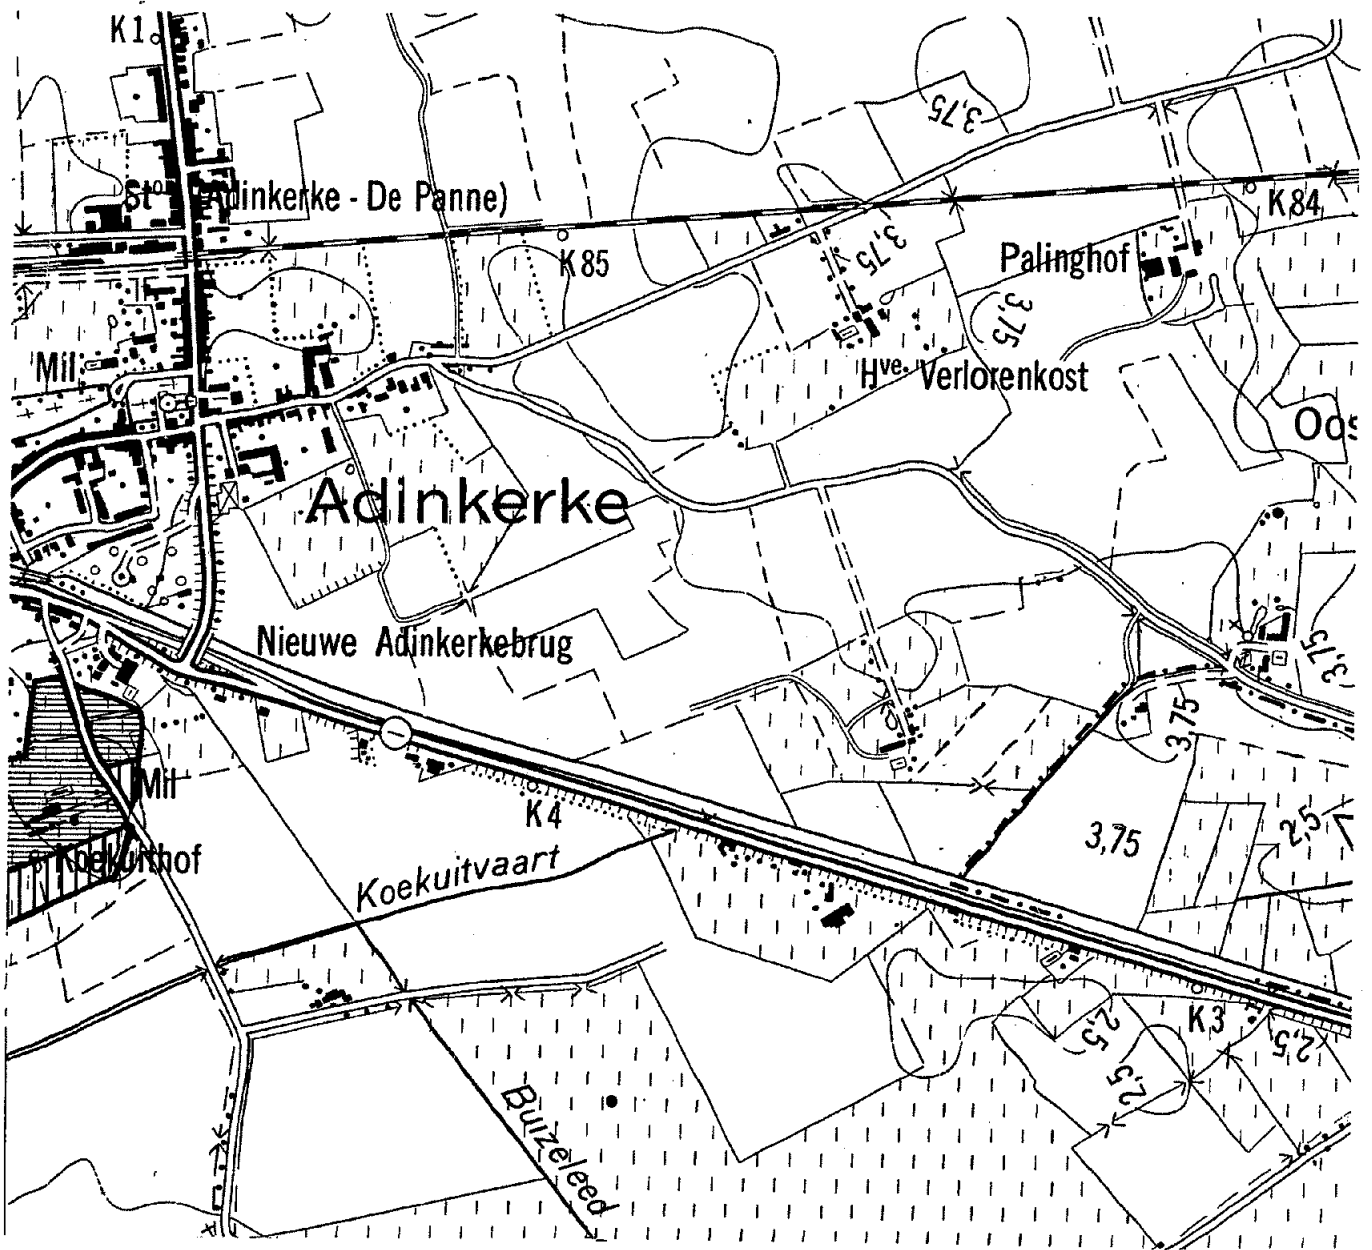 K1
3,75
Stⁿ (Adinkerke - De Panne)
K 84
3,75
Palinghof
K 85
3,75
Mil
Hve. Verlorenkost
Oos
Adinkerke
Nieuwe Adinkerkebrug
3,75
3,75
Mil
K4
2,5
3,75
Koekuithof
Koekuitvaart
K3
2,5
2,5
2,5
Buizeleed